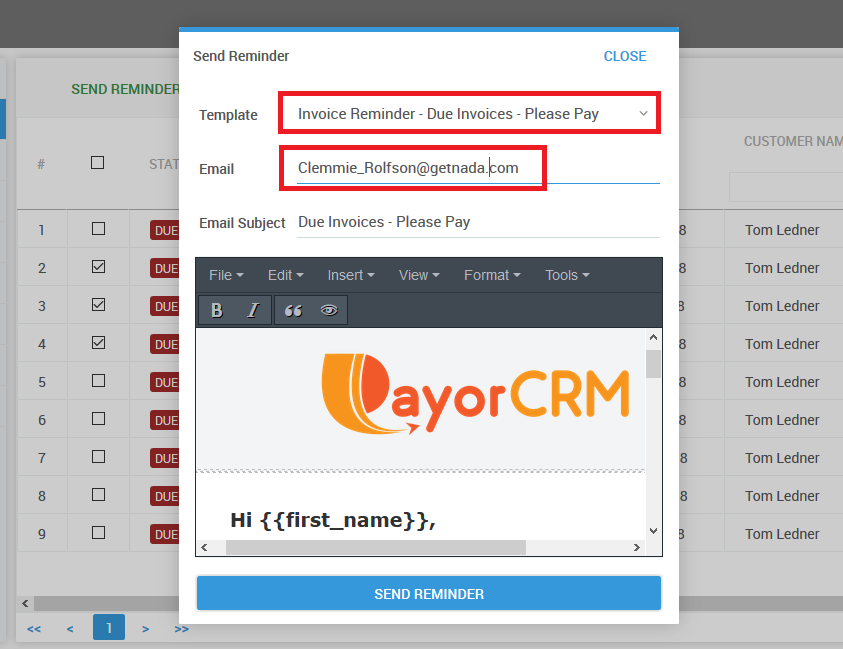 Send Reminder
CLOSE
SEND REMINDER
Template
Invoice Reminder - Due Invoices - Please Pay
CUSTOMER NAM
#
STAT
Email
Clemmie_Rolfson@getnada.com
Email Subject
Due Invoices - Please Pay
1
DUE
8
Tom Ledner
2
DUE
8
Tom Ledner
3
DUE
8
Tom Ledner
4
DUE
8
Tom Ledner
5
DUE
8
Tom Ledner
6
DUE
8
Tom Ledner
7
DUE
8
Tom Ledner
8
DUE
8
Tom Ledner
9
DUE
8
Tom Ledner
File Edit Insert View Format Tools
B I “
ayorCRM
Hi {{first_name}},
SEND REMINDER
<< < 1 > >>